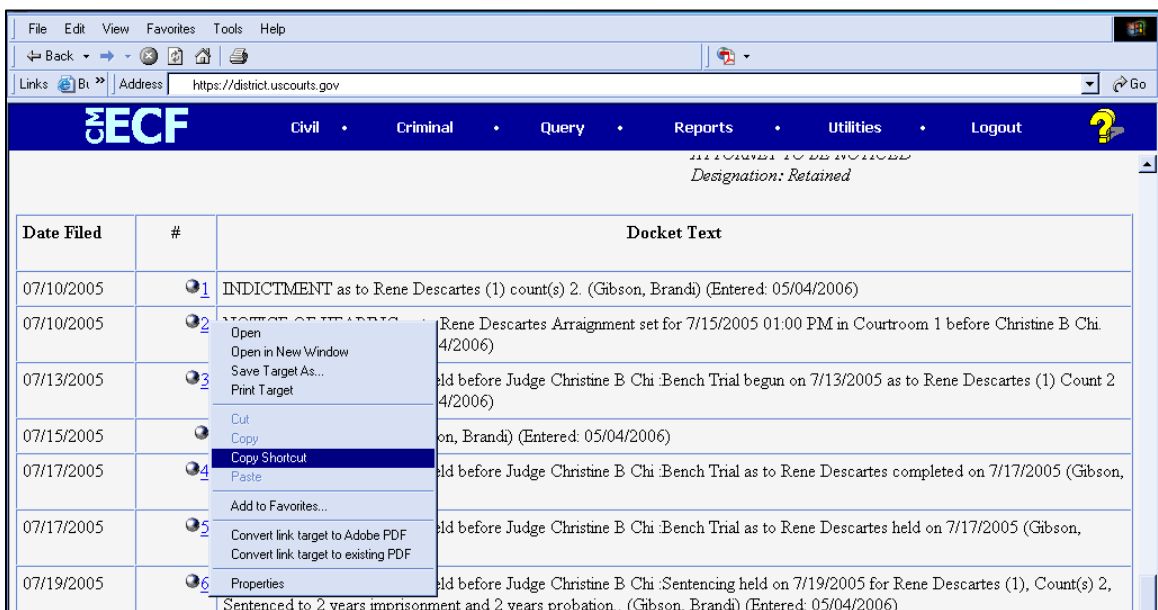 File Edit View Favorites Tools Help
Back
Links Address https://district.uscourts.gov Go
CM ECF Civil • Criminal • Query • Reports • Utilities • Logout ?
ATTORNEY TO BE NOTICED
Designation: Retained
Date Filed # Docket Text
07/10/2005 1 INDICTMENT as to Rene Descartes (1) count(s) 2. (Gibson, Brandi) (Entered: 05/04/2006)
07/10/2005 2 NOTICE OF HEARING Rene Descartes Arraignment set for 7/15/2005 01:00 PM in Courtroom 1 before Christine B Chi.
4/2006)
07/13/2005 3 eld before Judge Christine B Chi :Bench Trial begun on 7/13/2005 as to Rene Descartes (1) Count 2
4/2006)
07/15/2005 on, Brandi) (Entered: 05/04/2006)
07/17/2005 4 eld before Judge Christine B Chi :Bench Trial as to Rene Descartes completed on 7/17/2005 (Gibson,
07/17/2005 5 eld before Judge Christine B Chi :Bench Trial as to Rene Descartes held on 7/17/2005 (Gibson,
07/19/2005 6 eld before Judge Christine B Chi :Sentencing held on 7/19/2005 for Rene Descartes (1), Count(s) 2,
Sentenced to 2 years imprisonment and 2 years probation.. (Gibson, Brandi) (Entered: 05/04/2006)
Open
Open in New Window
Save Target As...
Print Target
Cut
Copy
Copy Shortcut
Paste
Add to Favorites...
Convert link target to Adobe PDF
Convert link target to existing PDF
Properties